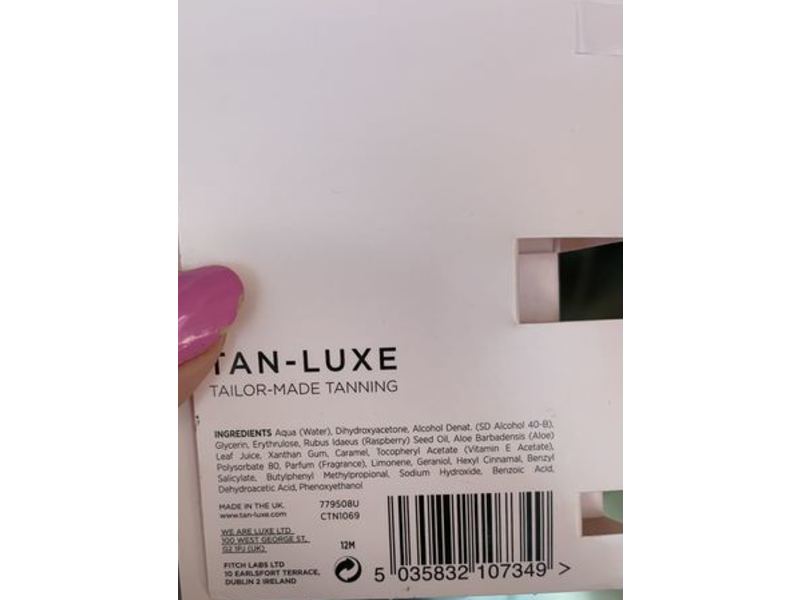 TAN-LUXE
TAILOR-MADE TANNING
INGREDIENTS Aqua (Water), Dihydroxyacetone, Alcohol Denat. (SD Alcohol 40-B),
Glycerin, Erythrulose, Rubus Idaeus (Raspberry) Seed Oil, Aloe Barbadensis (Aloe)
Leaf Juice, Xanthan Gum, Caramel, Tocopheryl Acetate (Vitamin E Acetate),
Polysorbate 80, Parfum (Fragrance), Limonene, Geraniol, Hexyl Cinnamal, Benzyl
Salicylate, Butylphenyl Methylpropional, Sodium Hydroxide, Benzoic Acid,
Dehydroacetic Acid, Phenoxyethanol
MADE IN THE UK.
www.tan-luxe.com
779508U
CTN1069
WE ARE LUXE LTD
100 WEST GEORGE ST,
G2 1PJ (UK)
FITCH LABS LTD
10 EARLSFORT TERRACE,
DUBLIN 2 IRELAND
12M
5 035832 107349 >